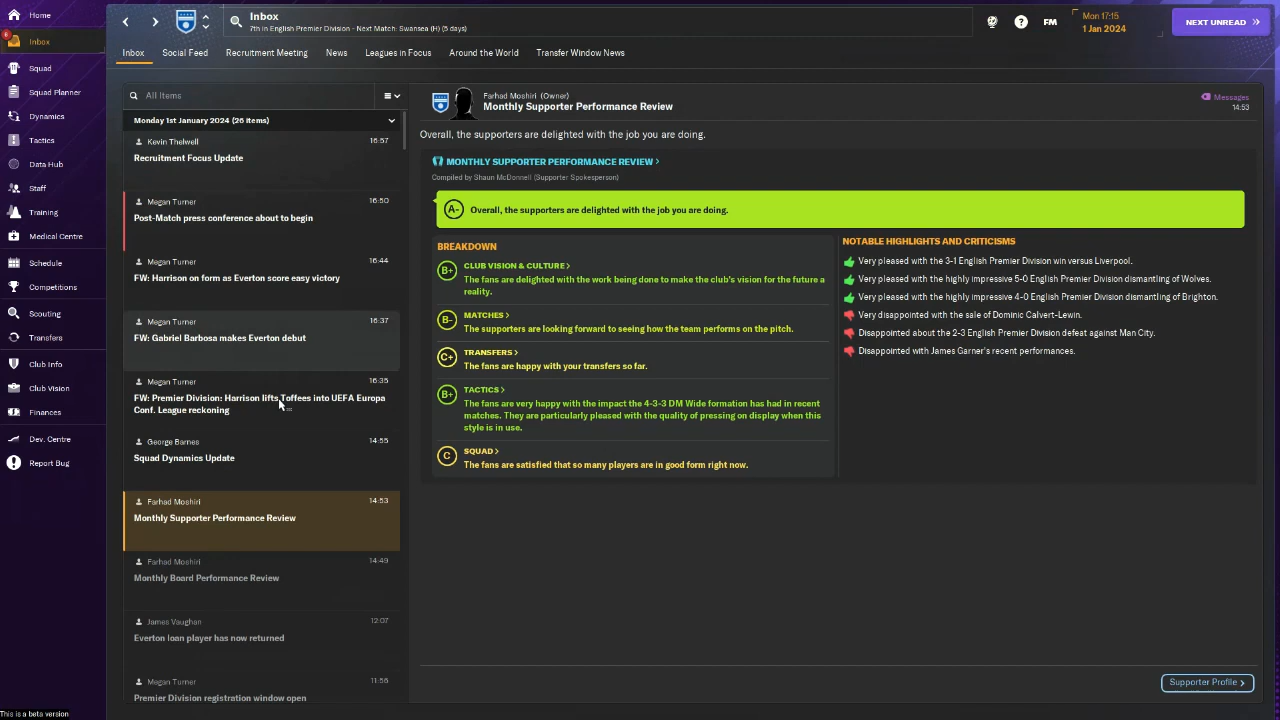 Home
6
Inbox
Squad
Squad Planner
Dynamics
Tactics
Data Hub
Staff
Training
Medical Centre
Schedule
Competitions
Scouting
Transfers
Club Info
Club Vision
Finances
Dev. Centre
Report Bug
This is a beta version
Inbox
7th in English Premier Division - Next Match: Swansea (H) (5 days)
?
FM
Mon 17:15
1 Jan 2024
NEXT UNREAD
Inbox
Social Feed
Recruitment Meeting
News
Leagues in Focus
Around the World
Transfer Window News
All Items
Monday 1st January 2024 (26 items)
Kevin Thelwell 16:57
Recruitment Focus Update
Megan Turner 16:50
Post-Match press conference about to begin
Megan Turner 16:44
FW: Harrison on form as Everton score easy victory
Megan Turner 16:37
FW: Gabriel Barbosa makes Everton debut
Megan Turner 16:35
FW: Premier Division: Harrison lifts Toffees into UEFA Europa
Conf. League reckoning
George Barnes 14:55
Squad Dynamics Update
Farhad Moshiri 14:53
Monthly Supporter Performance Review
Farhad Moshiri 14:49
Monthly Board Performance Review
James Vaughan 12:07
Everton loan player has now returned
Megan Turner 11:56
Premier Division registration window open
Farhad Moshiri (Owner)
Monthly Supporter Performance Review
Messages
14:53
Overall, the supporters are delighted with the job you are doing.
MONTHLY SUPPORTER PERFORMANCE REVIEW >
Compiled by Shaun McDonnell (Supporter Spokesperson)
A- Overall, the supporters are delighted with the job you are doing.
BREAKDOWN
B+ CLUB VISION & CULTURE >
The fans are delighted with the work being done to make the club's vision for the future a
reality.
B- MATCHES >
The supporters are looking forward to seeing how the team performs on the pitch.
C+ TRANSFERS >
The fans are happy with your transfers so far.
B+ TACTICS >
The fans are very happy with the impact the 4-3-3 DM Wide formation has had in recent
matches. They are particularly pleased with the quality of pressing on display when this
style is in use.
C SQUAD >
The fans are satisfied that so many players are in good form right now.
NOTABLE HIGHLIGHTS AND CRITICISMS
Very pleased with the 3-1 English Premier Division win versus Liverpool.
Very pleased with the highly impressive 5-0 English Premier Division dismantling of Wolves.
Very pleased with the highly impressive 4-0 English Premier Division dismantling of Brighton.
Very disappointed with the sale of Dominic Calvert-Lewin.
Disappointed about the 2-3 English Premier Division defeat against Man City.
Disappointed with James Garner's recent performances.
Supporter Profile >